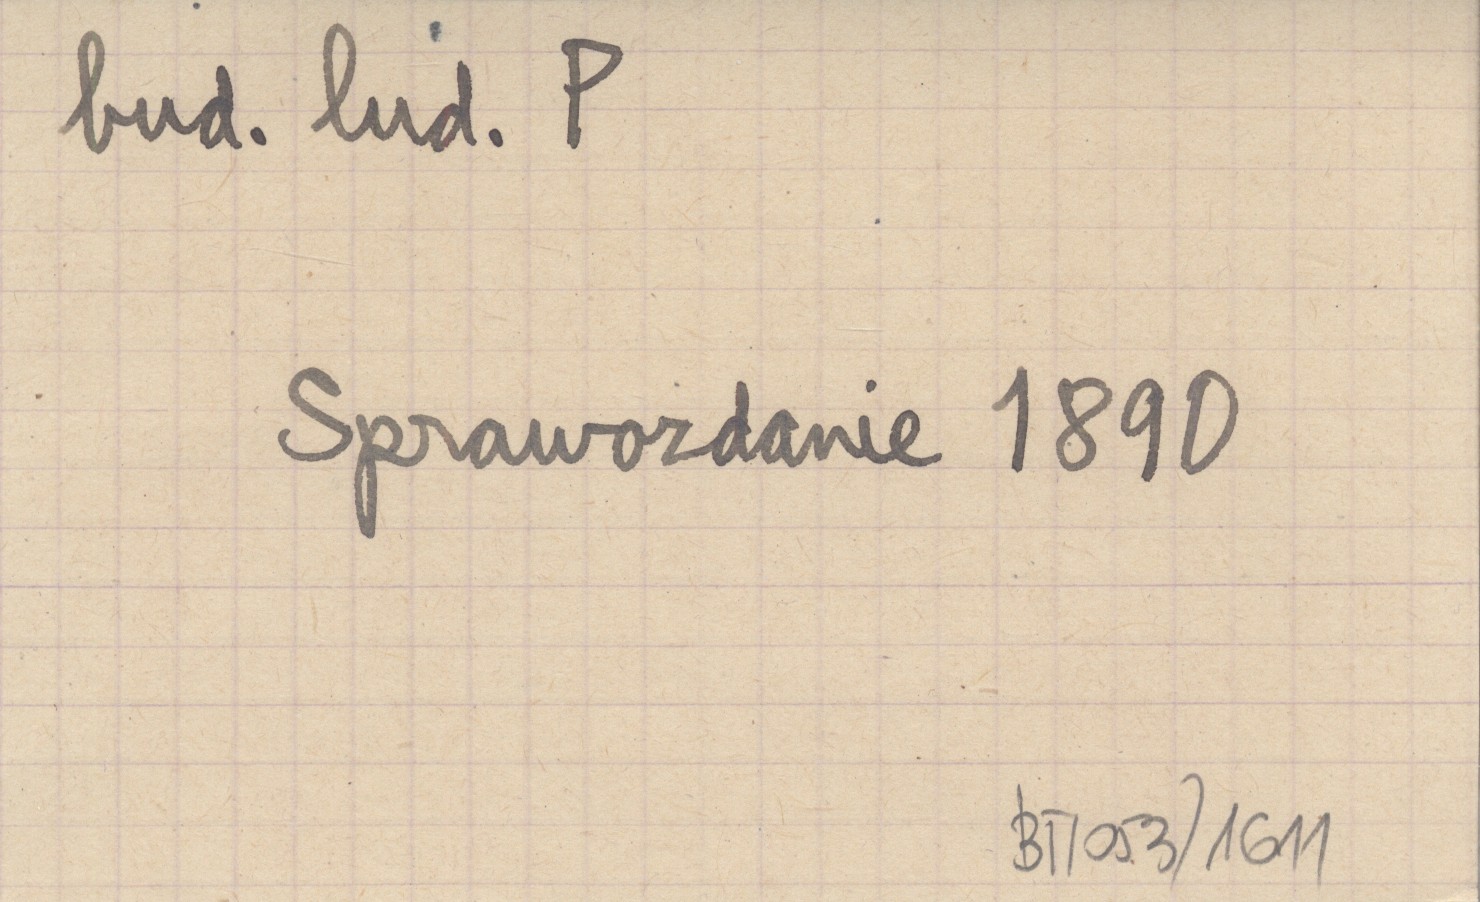 bud. lud. P
Sprawozdanie 1890
BT/053/1611